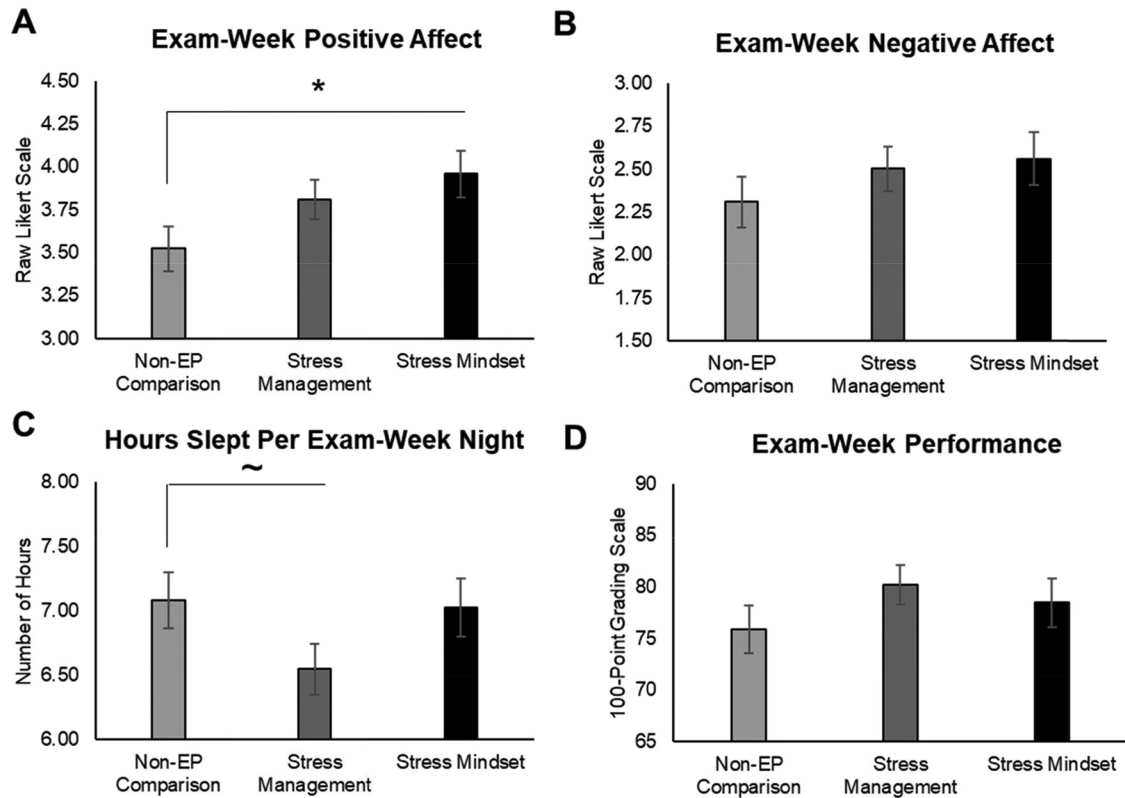 A
Exam-Week Positive Affect
*
Raw Likert Scale
4.50
4.25
4.00
3.75
3.50
3.25
3.00
Non-EP
Comparison
Stress
Management
Stress Mindset
B
Exam-Week Negative Affect
Raw Likert Scale
3.00
2.75
2.50
2.25
2.00
1.75
1.50
Non-EP
Comparison
Stress
Management
Stress Mindset
C
Hours Slept Per Exam-Week Night
~
Number of Hours
8.00
7.50
7.00
6.50
6.00
Non-EP
Comparison
Stress
Management
Stress Mindset
D
Exam-Week Performance
100-Point Grading Scale
90
85
80
75
70
65
Non-EP
Comparison
Stress
Management
Stress Mindset